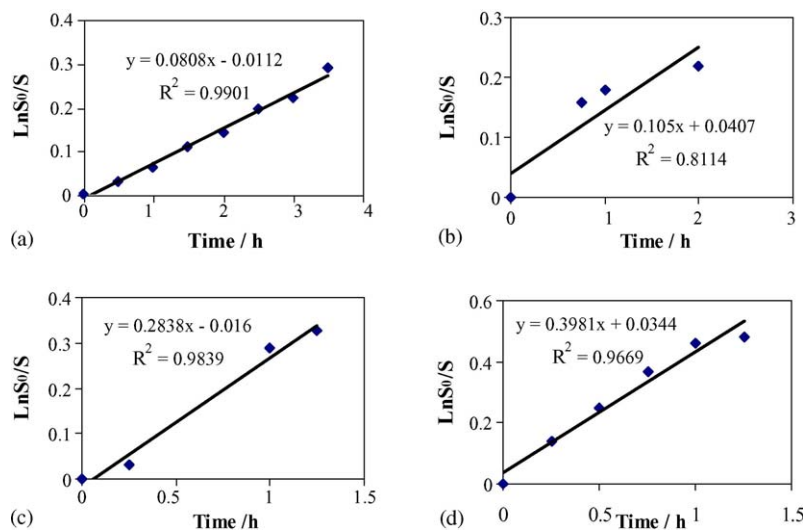 0.4
0.3
0.2
0.1
0
LnS0/S
y = 0.0808x - 0.0112
R2 = 0.9901
0 1 2 3 4
(a) Time / h
0.3
0.2
0.1
0
LnS0/S
y = 0.105x + 0.0407
R2 = 0.8114
0 1 2 3
(b) Time / h
0.4
0.3
0.2
0.1
0
LnS0/S
y = 0.2838x - 0.016
R2 = 0.9839
0 0.5 1 1.5
(c) Time /h
0.6
0.4
0.2
0.0
LnS0/S
y = 0.3981x + 0.0344
R2 = 0.9669
0 0.5 1 1.5
(d) Time / h